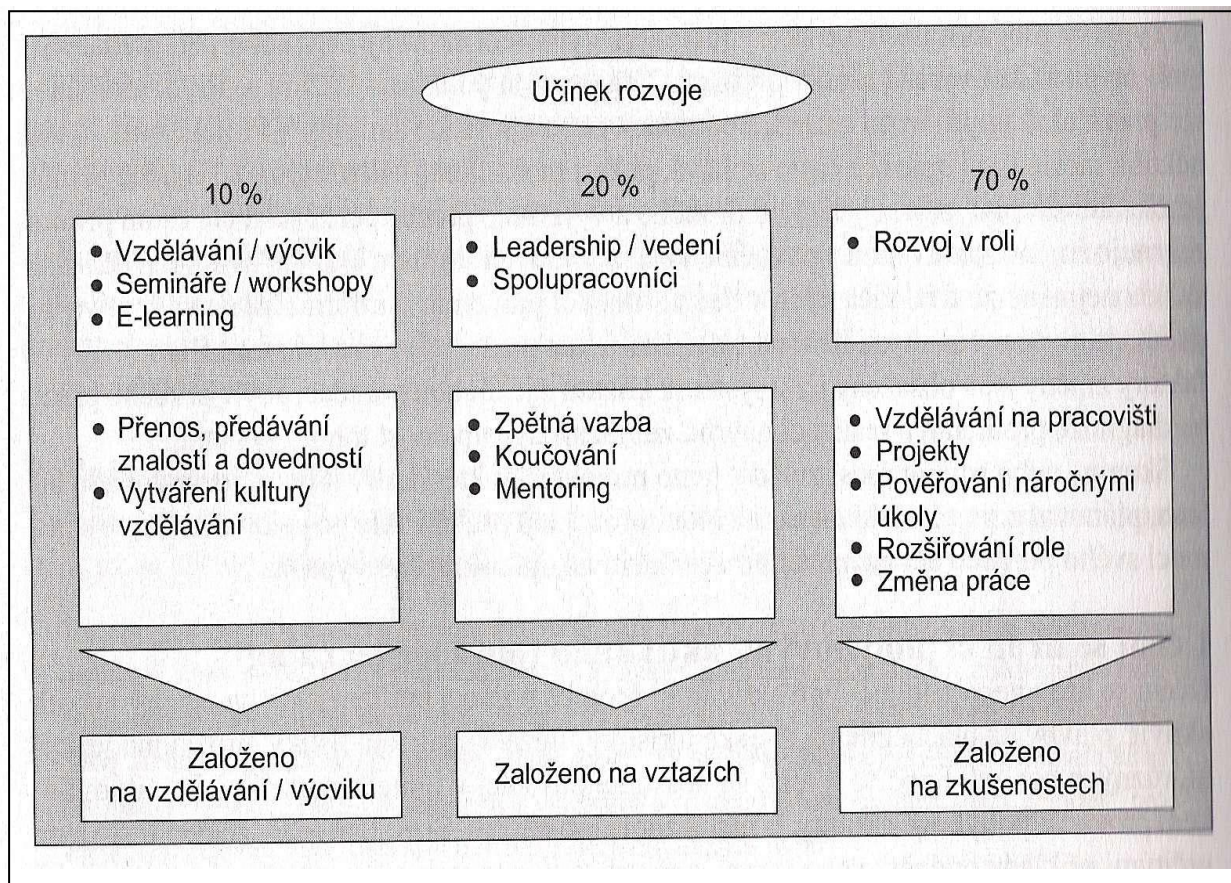 Účinek rozvoje
10 %
20 %
70 %
• Vzdělávání / výcvik
• Semináře / workshopy
• E-learning
• Leadership / vedení
• Spolupracovníci
• Rozvoj v roli
• Přenos, předávání
znalostí a dovedností
• Vytváření kultury
vzdělávání
• Zpětná vazba
• Koučování
• Mentoring
• Vzdělávání na pracovišti
• Projekty
• Pověřování náročnými
úkoly
• Rozšiřování role
• Změna práce
Založeno
na vzdělávání / výcviku
Založeno na vztazích
Založeno
na zkušenostech